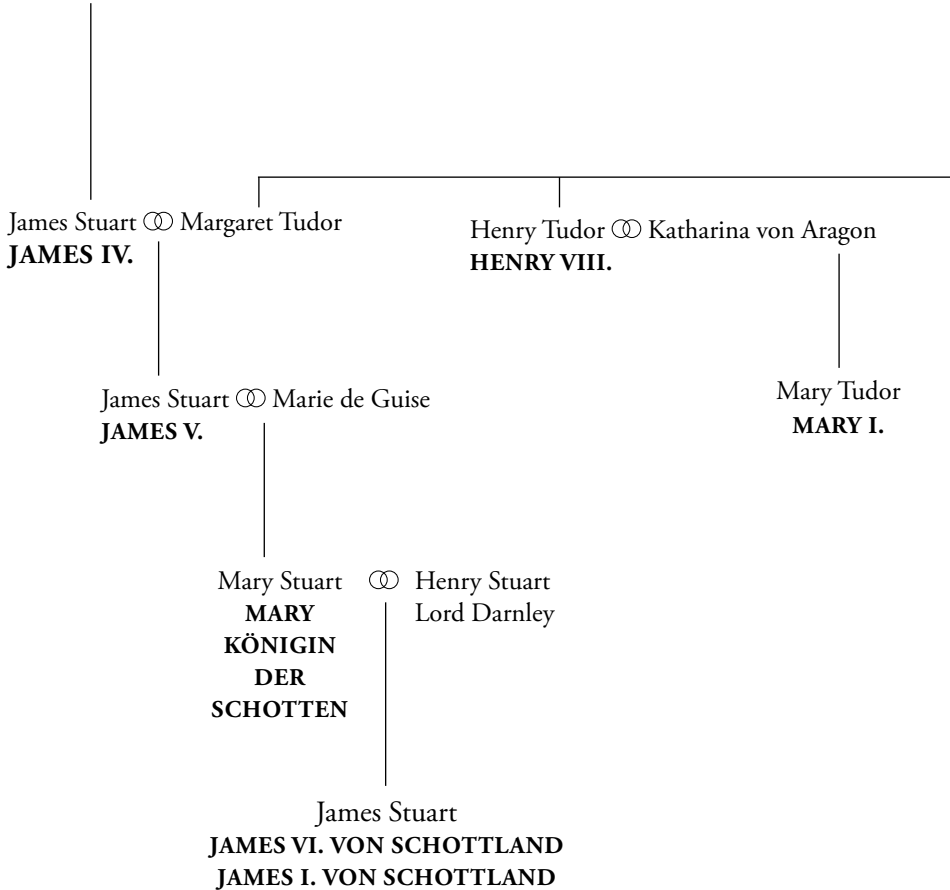 James Stuart ⚭ Margaret Tudor
JAMES IV.
Henry Tudor ⚭ Katharina von Aragon
HENRY VIII.
James Stuart ⚭ Marie de Guise
JAMES V.
Mary Tudor
MARY I.
Mary Stuart ⚭ Henry Stuart
Lord Darnley
MARY
KÖNIGIN
DER
SCHOTTEN
James Stuart
JAMES VI. VON SCHOTTLAND
JAMES I. VON SCHOTTLAND